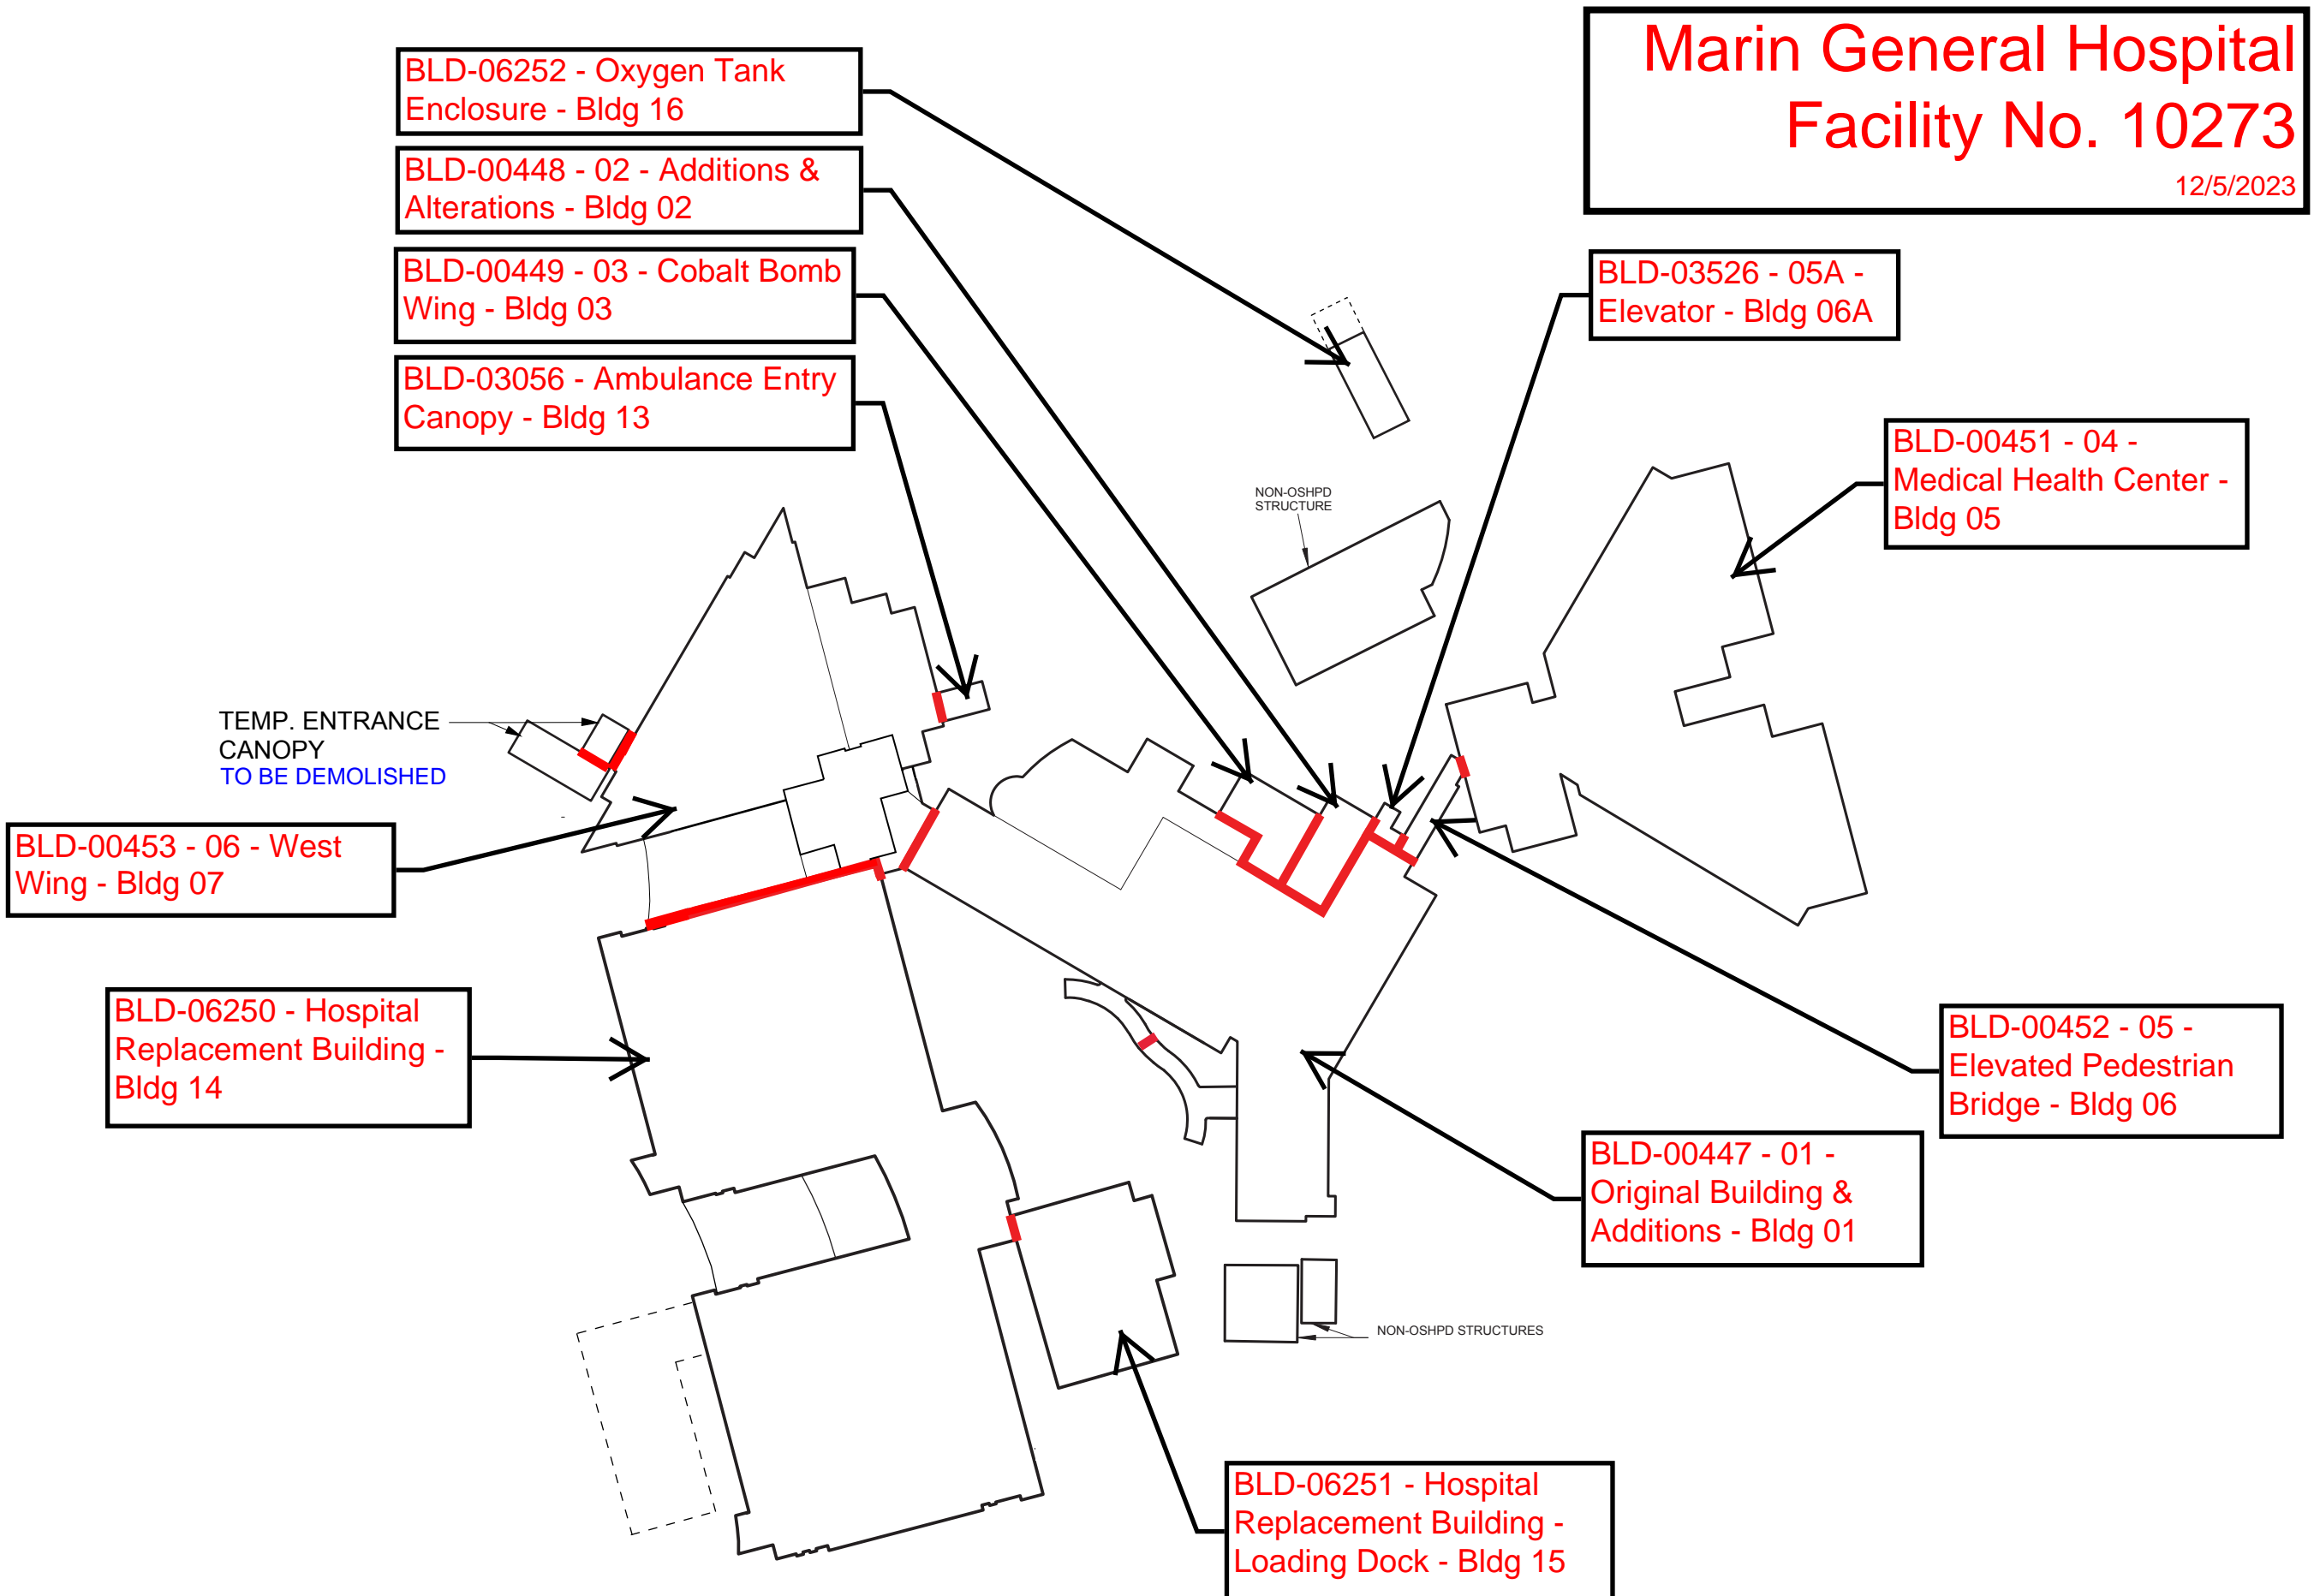 Marin General Hospital
Facility No. 10273
12/5/2023
BLD-06252 - Oxygen Tank
Enclosure - Bldg 16
BLD-00448 - 02 - Additions &
Alterations - Bldg 02
BLD-00449 - 03 - Cobalt Bomb
Wing - Bldg 03
BLD-03056 - Ambulance Entry
Canopy - Bldg 13
BLD-03526 - 05A -
Elevator - Bldg 06A
BLD-00451 - 04 -
Medical Health Center -
Bldg 05
NON-OSHPD
STRUCTURE
TEMP. ENTRANCE
CANOPY
TO BE DEMOLISHED
BLD-00453 - 06 - West
Wing - Bldg 07
BLD-06250 - Hospital
Replacement Building -
Bldg 14
BLD-00452 - 05 -
Elevated Pedestrian
Bridge - Bldg 06
BLD-00447 - 01 -
Original Building &
Additions - Bldg 01
NON-OSHPD STRUCTURES
BLD-06251 - Hospital
Replacement Building -
Loading Dock - Bldg 15